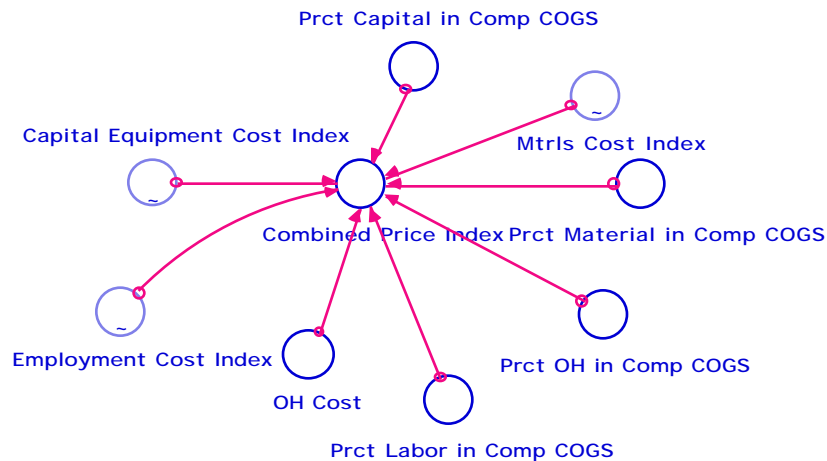 Prct Capital in Comp COGS
~
Capital Equipment Cost Index
Mtrls Cost Index
~
Combined Price Index
Prct Material in Comp COGS
~
Employment Cost Index
Prct OH in Comp COGS
OH Cost
Prct Labor in Comp COGS